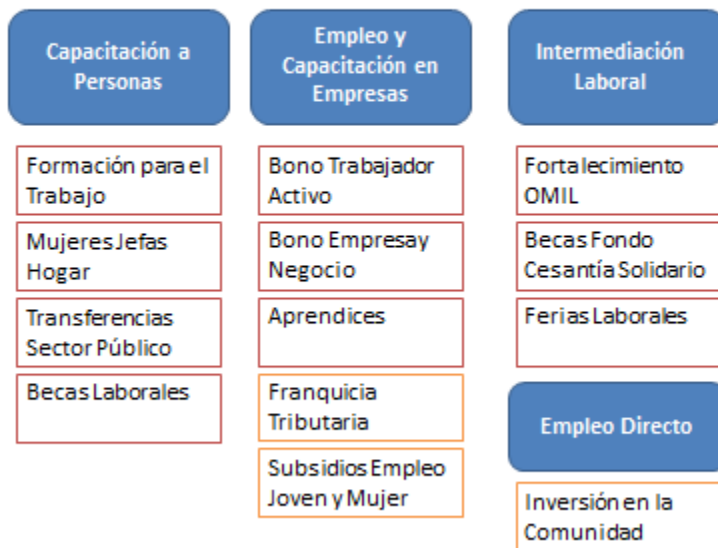 Capacitación a
Personas
Formación para el
Trabajo
Mujeres Jefas
Hogar
Transferencias
Sector Público
Becas Laborales
Empleo y
Capacitación en
Empresas
Bono Trabajador
Activo
Bono Empresa y
Negocio
Aprendices
Franquicia
Tributaria
Subsidios Empleo
Joven y Mujer
Intermediación
Laboral
Fortalecimiento
OMIL
Becas Fondo
Cesantía Solidario
Ferias Laborales
Empleo Directo
Inversión en la
Comunidad